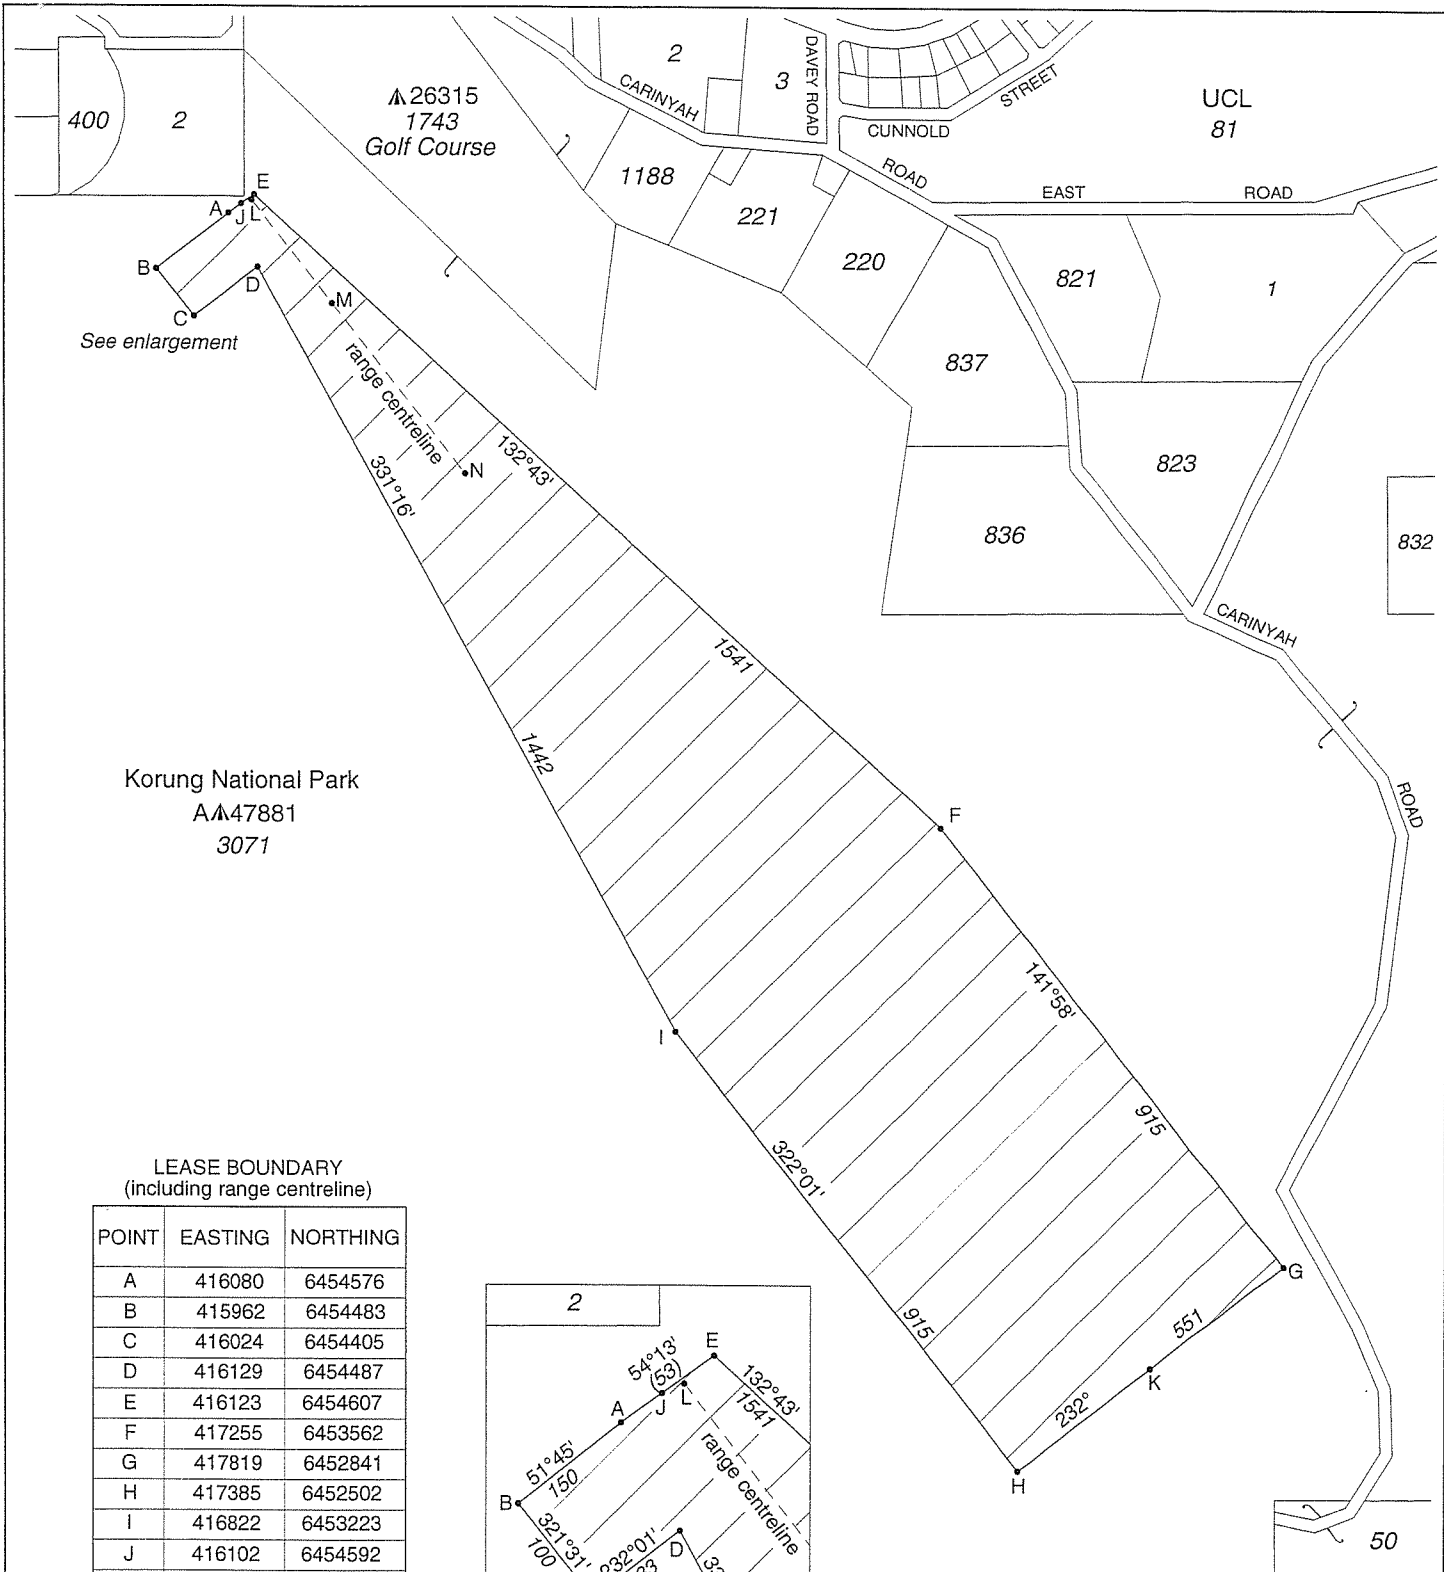 400
2
26315
1743
Golf Course
2
3
CARINYAH
DAVEY ROAD
CUNNOLD
STREET
UCL
81
1188
221
220
ROAD
EAST
ROAD
821
1
837
823
836
832
CARINYAH
ROAD
E
A
J
L
B
D
C
M
See enlargement
range centreline
N
132°43'
331°16'
1541
1442
Korung National Park
A 47881
3071
F
I
141°58'
915
322°01'
915
G
551
K
232°
H
50
LEASE BOUNDARY
(including range centreline)
POINT EASTING NORTHING
A 416080 6454576
B 415962 6454483
C 416024 6454405
D 416129 6454487
E 416123 6454607
F 417255 6453562
G 417819 6452841
H 417385 6452502
I 416822 6453223
J 416102 6454592
2
E
54°13'
(53)
J
L
A
132°43'
1541
51°45'
150
B
range centreline
321°31'
100
232°01'
D